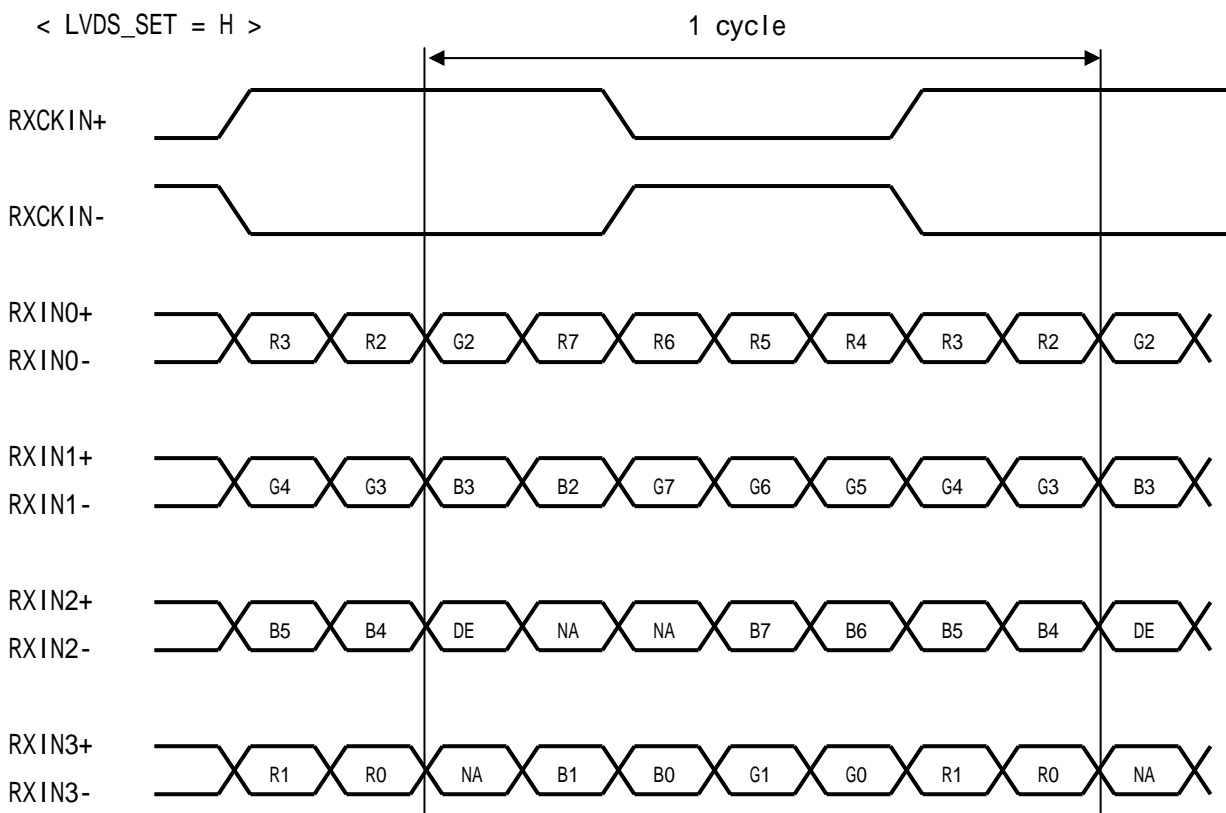 < LVDS_SET = H >
1 cycle
RXCKIN+
RXCKIN-
RXIN0+
R3 R2 G2 R7 R6 R5 R4 R3 R2 G2
RXIN0-
RXIN1+
G4 G3 B3 B2 G7 G6 G5 G4 G3 B3
RXIN1-
RXIN2+
B5 B4 DE NA NA B7 B6 B5 B4 DE
RXIN2-
RXIN3+
R1 R0 NA B1 B0 G1 G0 R1 R0 NA
RXIN3-